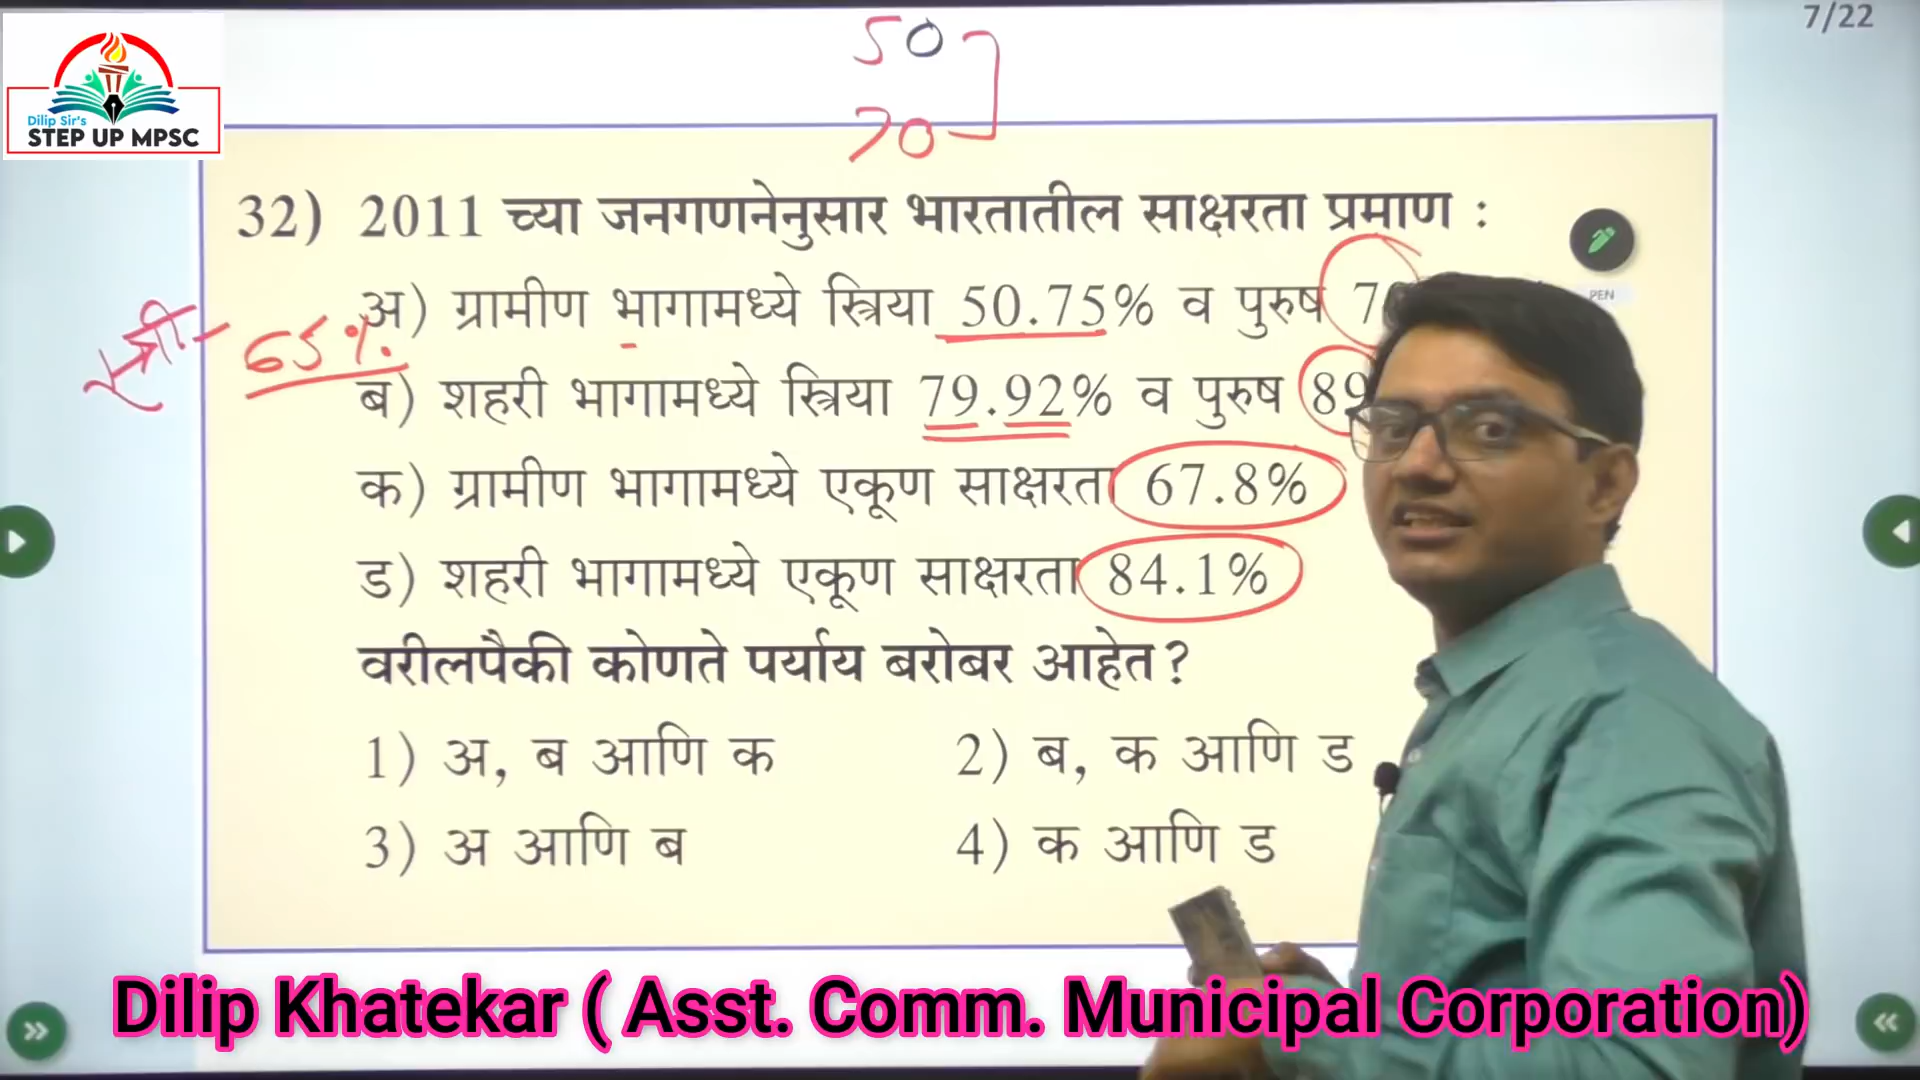 7/22
50
70
Dilip Sir's
STEP UP MPSC
32) 2011 च्या जनगणनेनुसार भारतातील साक्षरता प्रमाण :
अ) ग्रामीण भागामध्ये स्त्रिया 50.75% व पुरुष
PEN
स्त्री - 65%.
ब) शहरी भागामध्ये स्त्रिया 79.92% व पुरुष 89
क) ग्रामीण भागामध्ये एकूण साक्षरता 67.8%
ड) शहरी भागामध्ये एकूण साक्षरता 84.1%
वरीलपैकी कोणते पर्याय बरोबर आहेत?
1) अ, ब आणि क
2) ब, क आणि ड
3) अ आणि ब
4) क आणि ड
Dilip Khatekar ( Asst. Comm. Municipal Corporation)